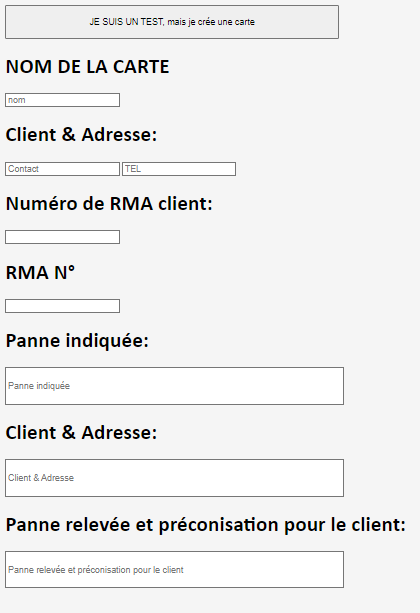 JE SUIS UN TEST, mais je crée une carte
NOM DE LA CARTE
nom
Client & Adresse:
Contact TEL
Numéro de RMA client:
RMA N°
Panne indiquée:
Panne indiquée
Client & Adresse:
Client & Adresse
Panne relevée et préconisation pour le client:
Panne relevée et préconisation pour le client